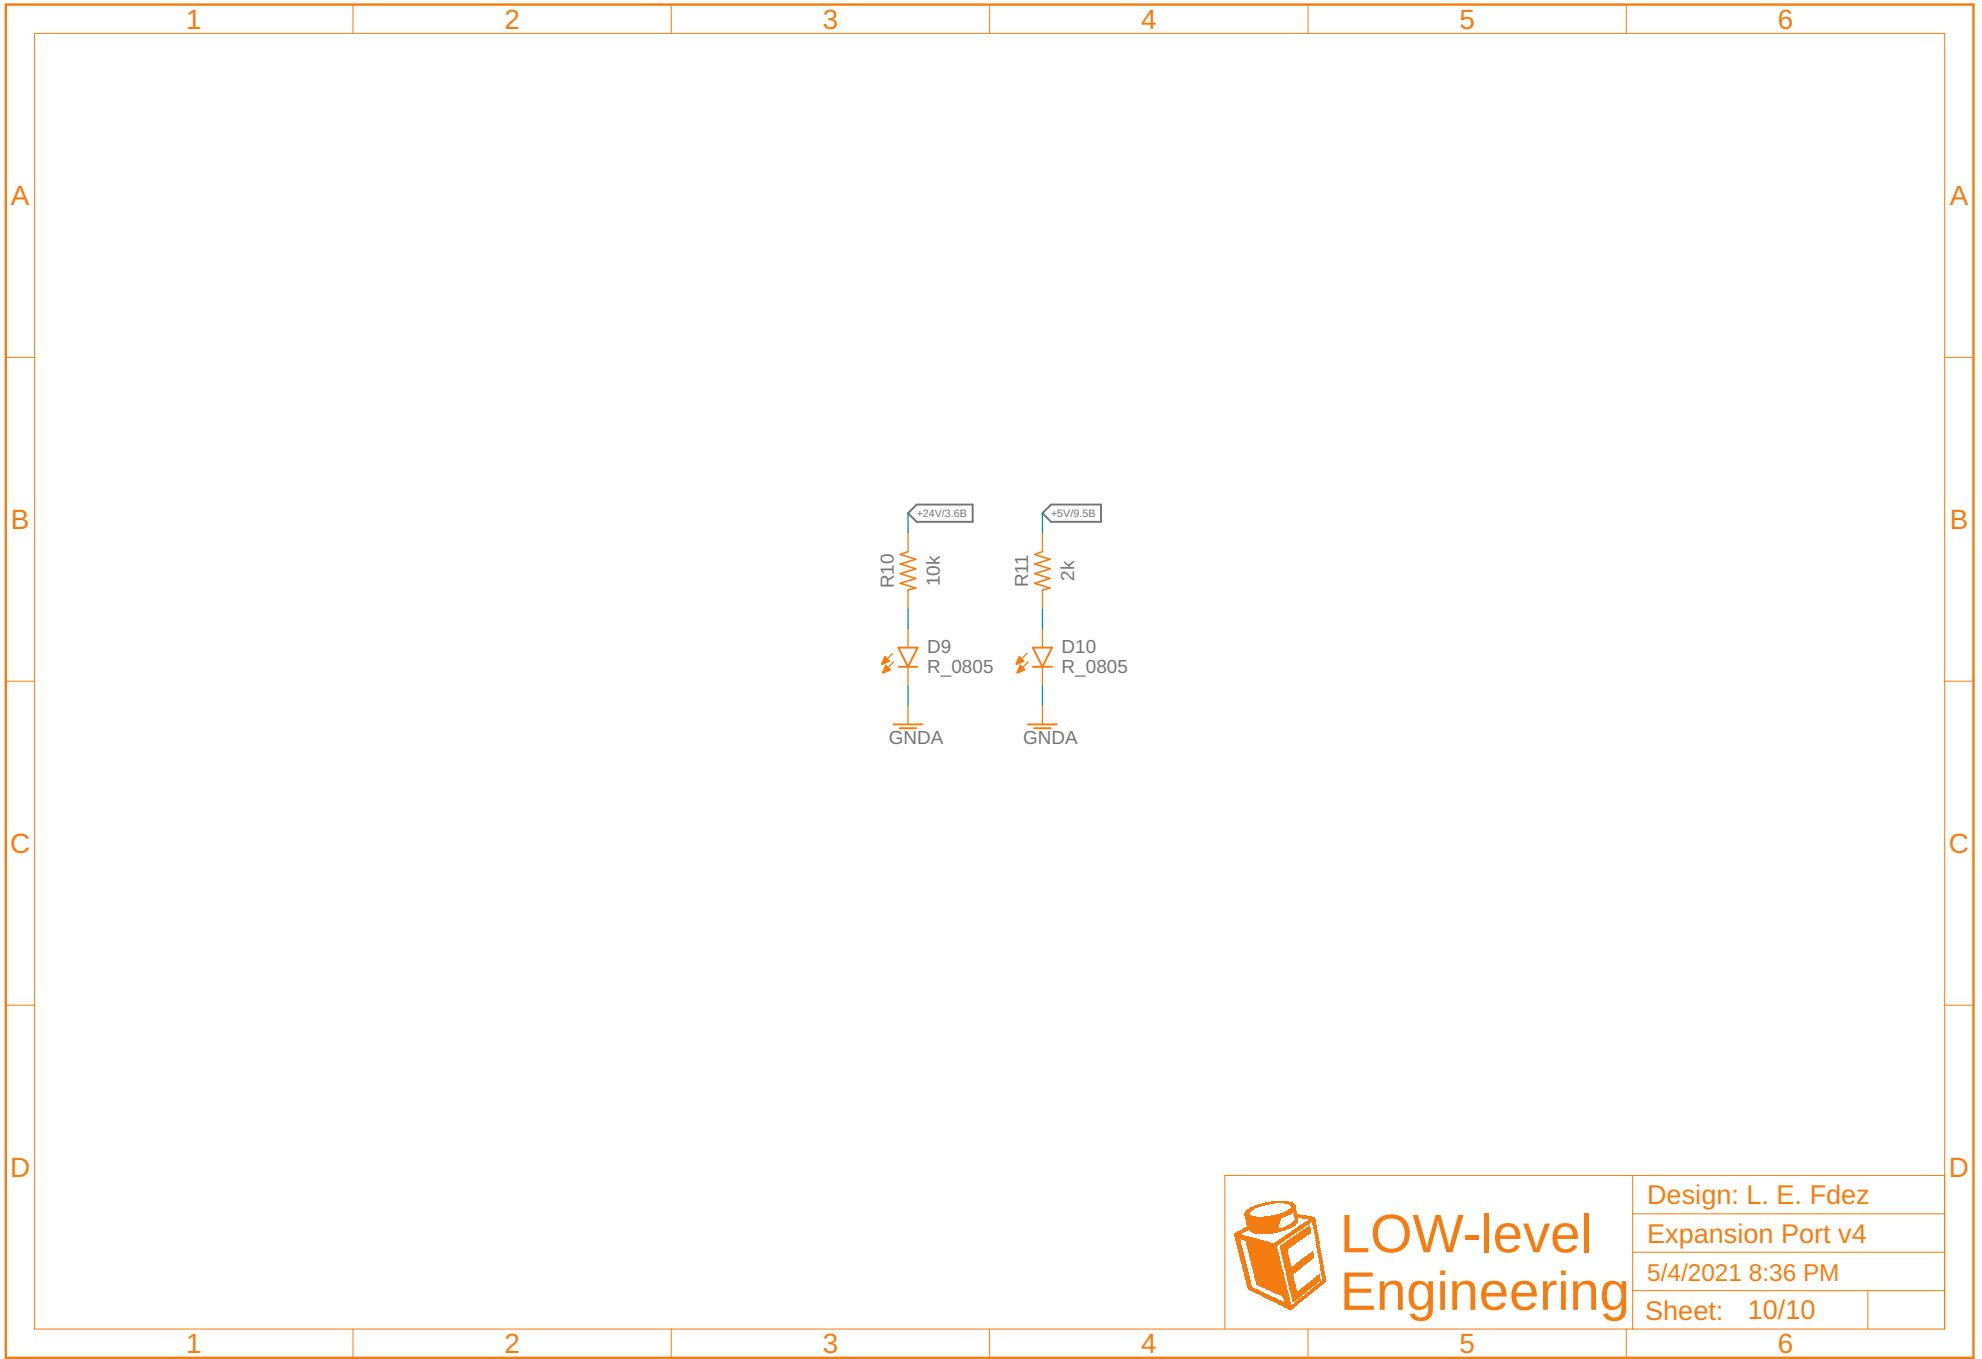 1 2 3 4 5 6
A A
B B
+24V/3.6B +5V/9.5B
R10 10k R11 2k
D9 D10
R_0805 R_0805
GNDA GNDA
C C
D D
LOW-level
Engineering
Design: L. E. Fdez
Expansion Port v4
5/4/2021 8:36 PM
Sheet: 10/10
1 2 3 4 5 6